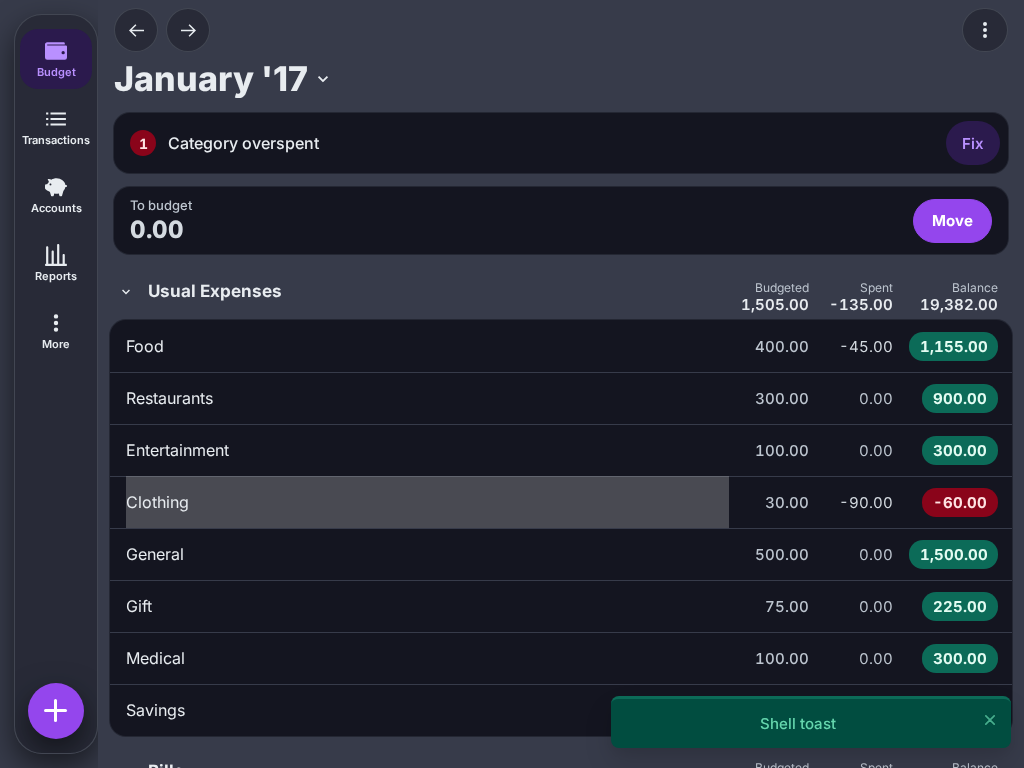 Budget
Transactions
Accounts
Reports
More
January '17
1 Category overspent Fix
To budget
0.00
Move
Usual Expenses Budgeted Spent Balance
1,505.00 -135.00 19,382.00
Food 400.00 -45.00 1,155.00
Restaurants 300.00 0.00 900.00
Entertainment 100.00 0.00 300.00
Clothing 30.00 -90.00 -60.00
General 500.00 0.00 1,500.00
Gift 75.00 0.00 225.00
Medical 100.00 0.00 300.00
Savings
Shell toast
Bills Budgeted Spent Balance